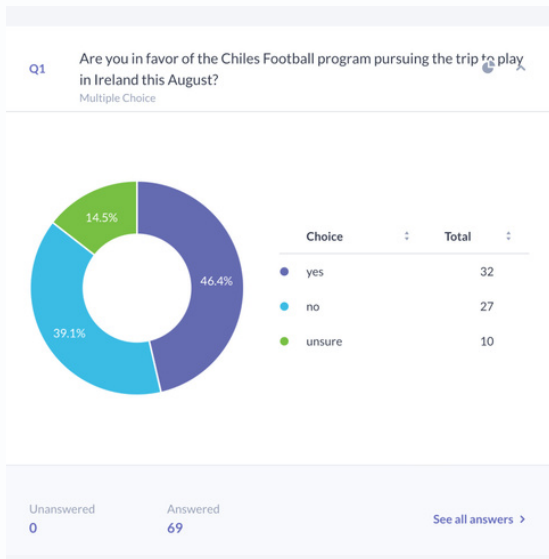 Q1
Are you in favor of the Chiles Football program pursuing the trip to play
in Ireland this August?
Multiple Choice
14.5%
46.4%
39.1%
Choice Total
yes 32
no 27
unsure 10
Unanswered Answered
0 69
See all answers